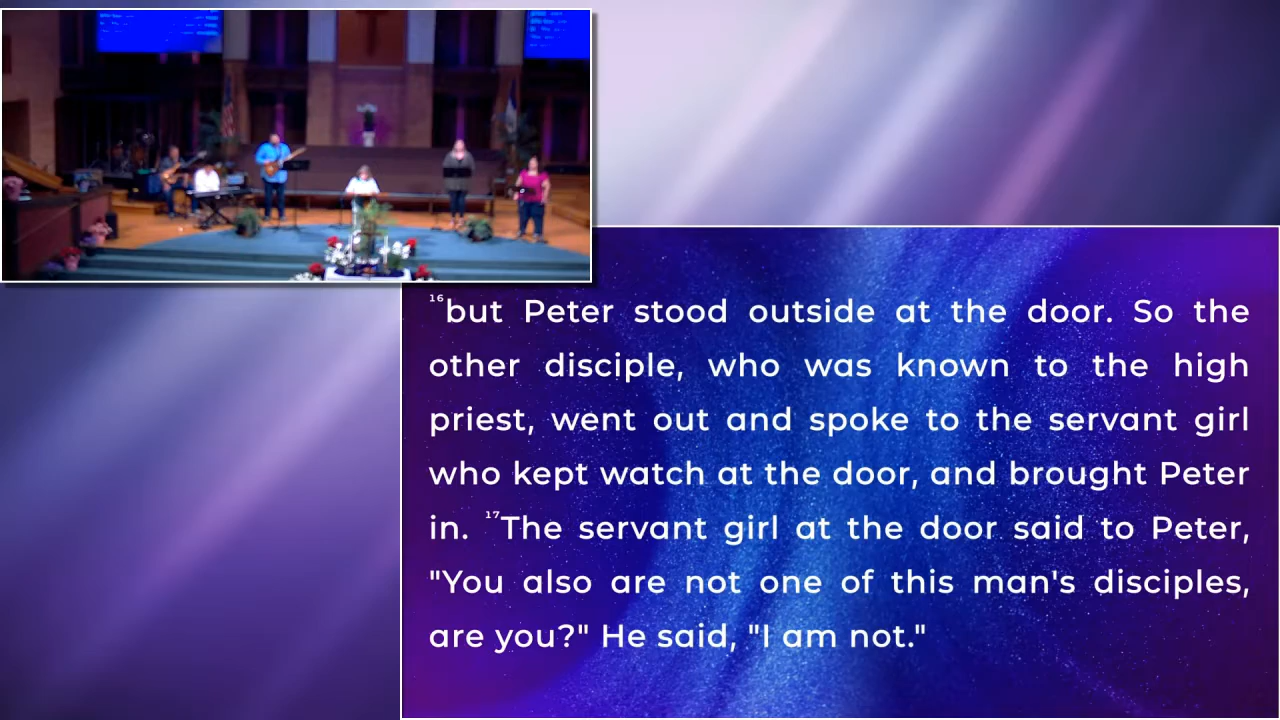 ¹⁶but Peter stood outside at the door. So the
other disciple, who was known to the high
priest, went out and spoke to the servant girl
who kept watch at the door, and brought Peter
in. ¹⁷The servant girl at the door said to Peter,
"You also are not one of this man's disciples,
are you?" He said, "I am not."